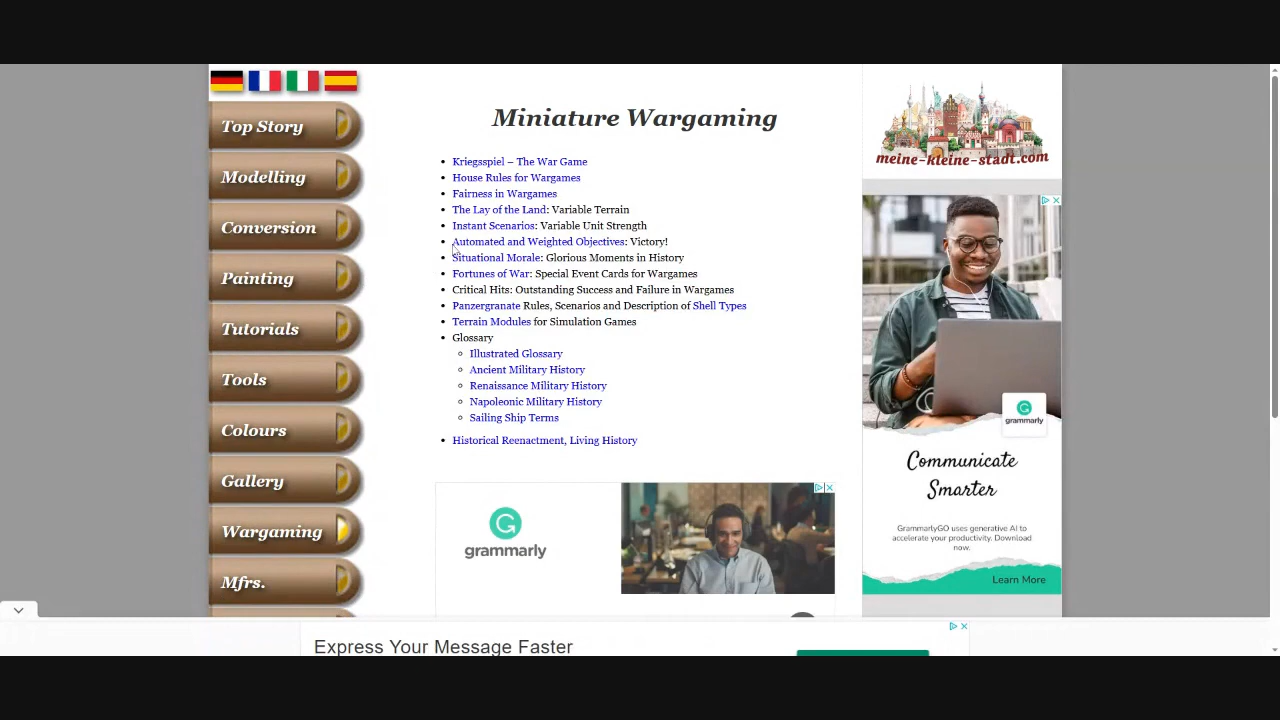 Top Story
Modelling
Conversion
Painting
Tutorials
Tools
Colours
Gallery
Wargaming
Mfrs.
Miniature Wargaming
Kriegsspiel – The War Game
House Rules for Wargames
Fairness in Wargames
The Lay of the Land: Variable Terrain
Instant Scenarios: Variable Unit Strength
Automated and Weighted Objectives: Victory!
Situational Morale: Glorious Moments in History
Fortunes of War: Special Event Cards for Wargames
Critical Hits: Outstanding Success and Failure in Wargames
Panzergranate Rules, Scenarios and Description of Shell Types
Terrain Modules for Simulation Games
Glossary
Illustrated Glossary
Ancient Military History
Renaissance Military History
Napoleonic Military History
Sailing Ship Terms
Historical Reenactment, Living History
grammarly
meine-kleine-stadt.com
grammarly
Communicate
Smarter
GrammarlyGO uses generative AI to
accelerate your productivity. Download
now.
Learn More
Express Your Message Faster